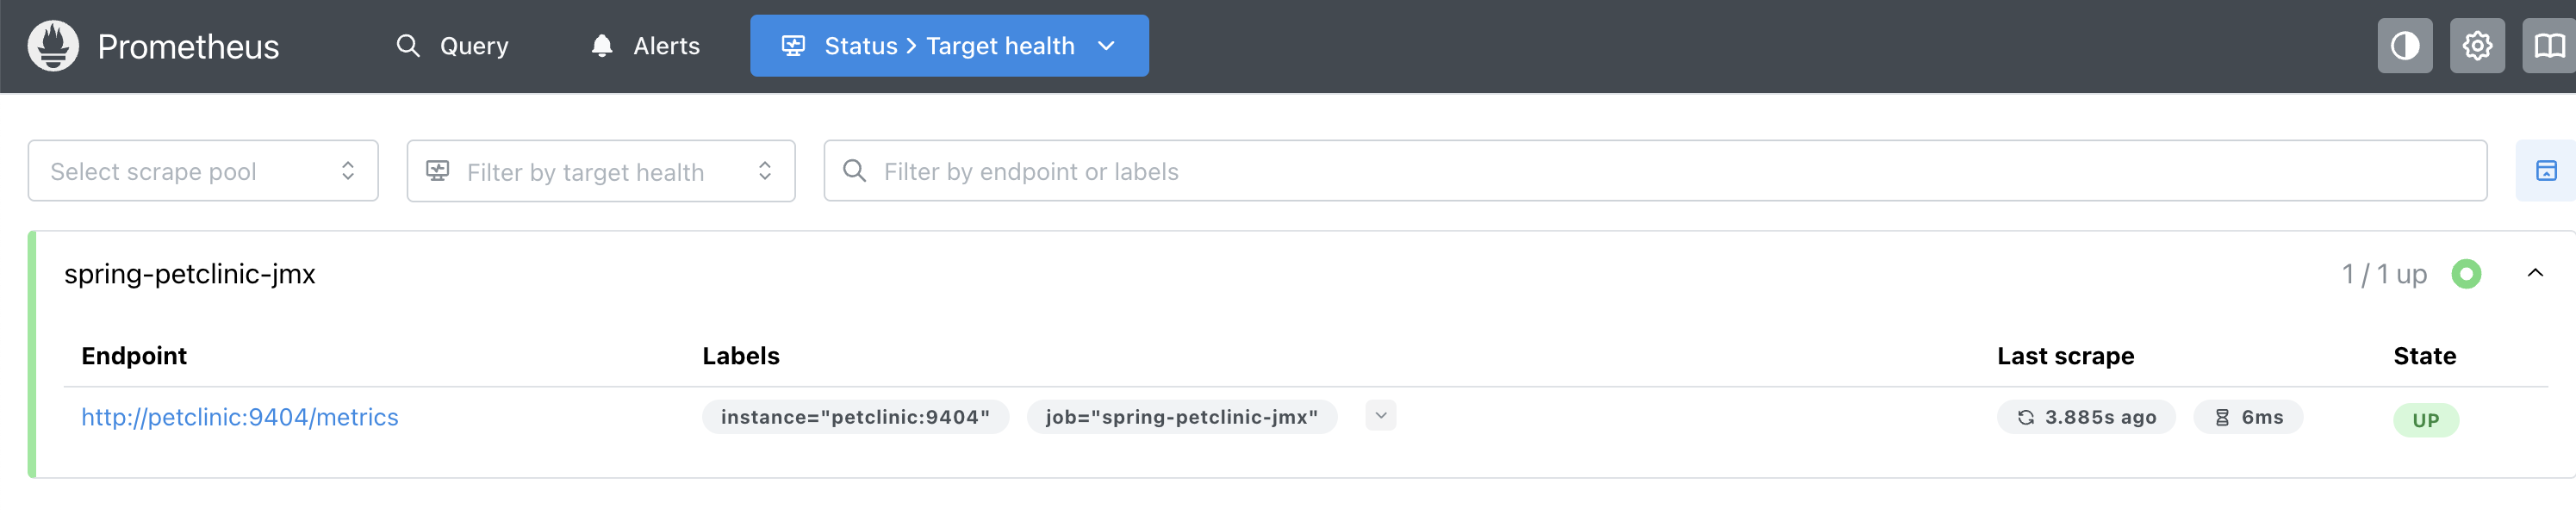 Prometheus Query Alerts Status > Target health
Select scrape pool Filter by target health Filter by endpoint or labels
spring-petclinic-jmx 1 / 1 up
Endpoint Labels Last scrape State
http://petclinic:9404/metrics instance="petclinic:9404" job="spring-petclinic-jmx" 3.885s ago 6ms UP